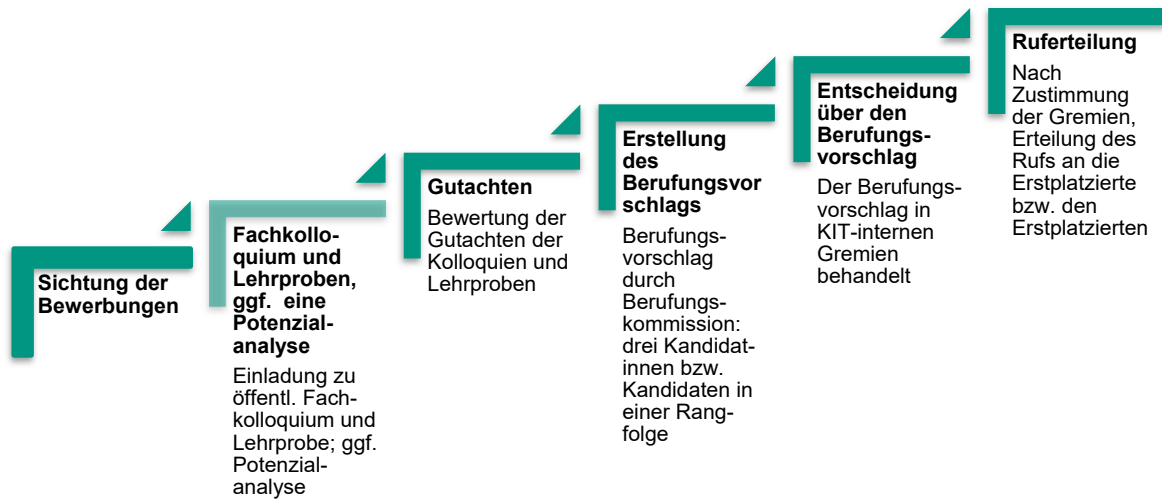 Sichtung der
Bewerbungen
Fachkollo-
quium und
Lehrproben,
ggf. eine
Potenzial-
analyse
Einladung zu
öffentl. Fach-
kolloquium und
Lehrprobe; ggf.
Potenzial-
analyse
Gutachten
Bewertung der
Gutachten der
Kolloquien und
Lehrproben
Erstellung
des
Berufungsvor
schlags
Berufungs-
vorschlag
durch
Berufungs-
kommission:
drei Kandidat-
innen bzw.
Kandidaten in
einer Rang-
folge
Entscheidung
über den
Berufungs-
vorschlag
Der Berufungs-
vorschlag in
KIT-internen
Gremien
behandelt
Ruferteilung
Nach
Zustimmung
der Gremien,
Erteilung des
Rufs an die
Erstplatzierte
bzw. den
Erstplatzierten